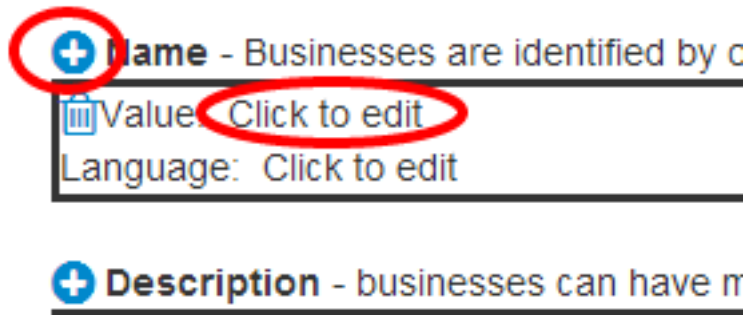 Name - Businesses are identified by
Value: Click to edit
Language: Click to edit
Description - businesses can have